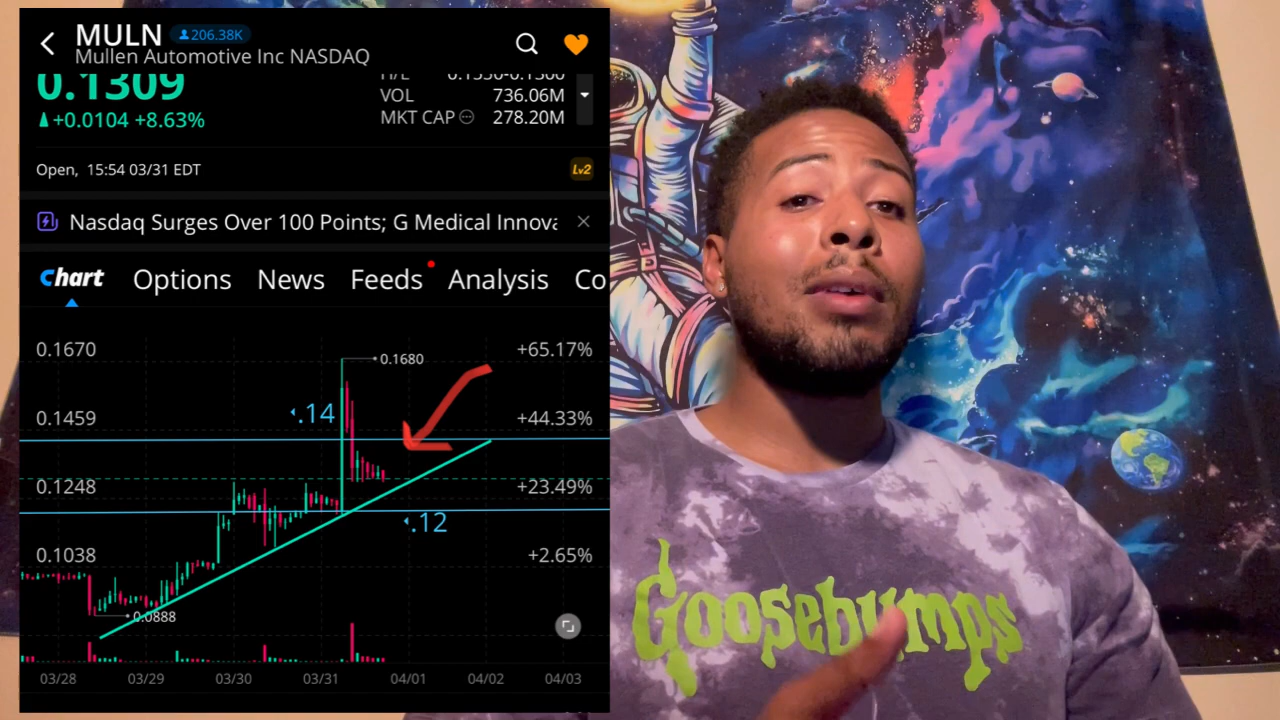 MULN 206.38K
Mullen Automotive Inc NASDAQ
0.1309
+0.0104 +8.63%
VOL 736.06M
MKT CAP 278.20M
Open, 15:54 03/31 EDT
Lv2
Nasdaq Surges Over 100 Points; G Medical Innova
Chart Options News Feeds Analysis Co
0.1670 +65.17%
0.1680
.14
0.1459 +44.33%
0.1248 +23.49%
.12
0.1038 +2.65%
0.0888
03/28 03/29 03/30 03/31 04/01 04/02 04/03
Goosebumps